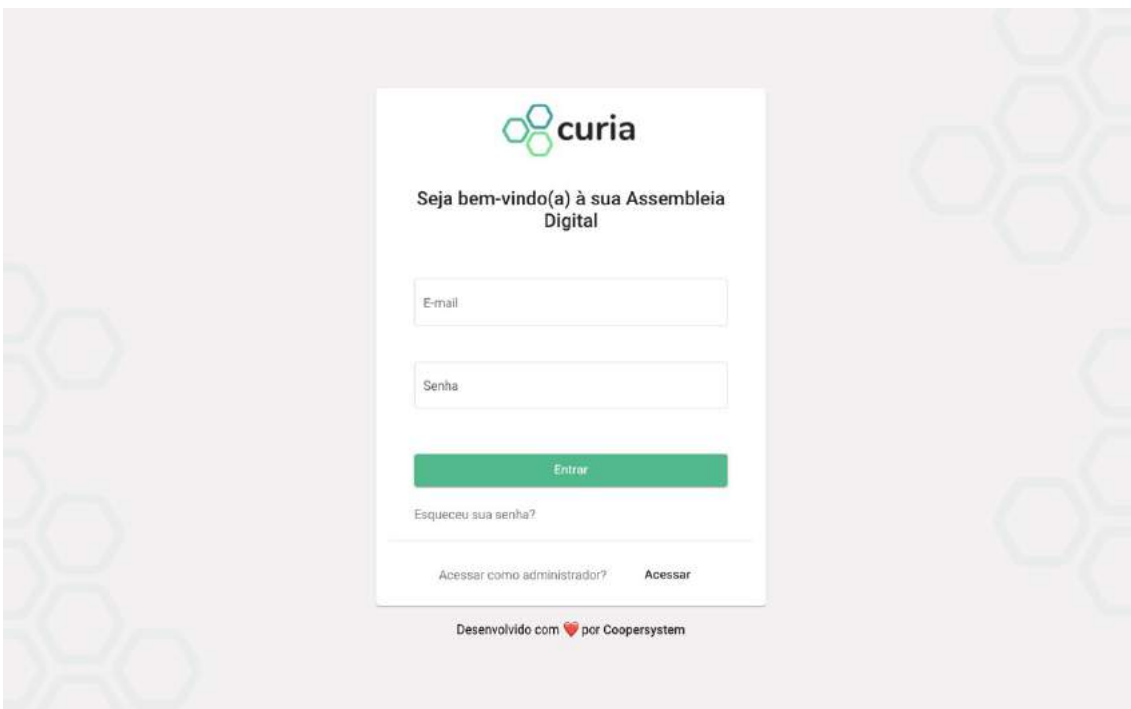 curia
Seja bem-vindo(a) à sua Assembleia
Digital
E-mail
Senha
Entrar
Esqueceu sua senha?
Acessar como administrador? Acessar
Desenvolvido com ❤️ por Coopersystem